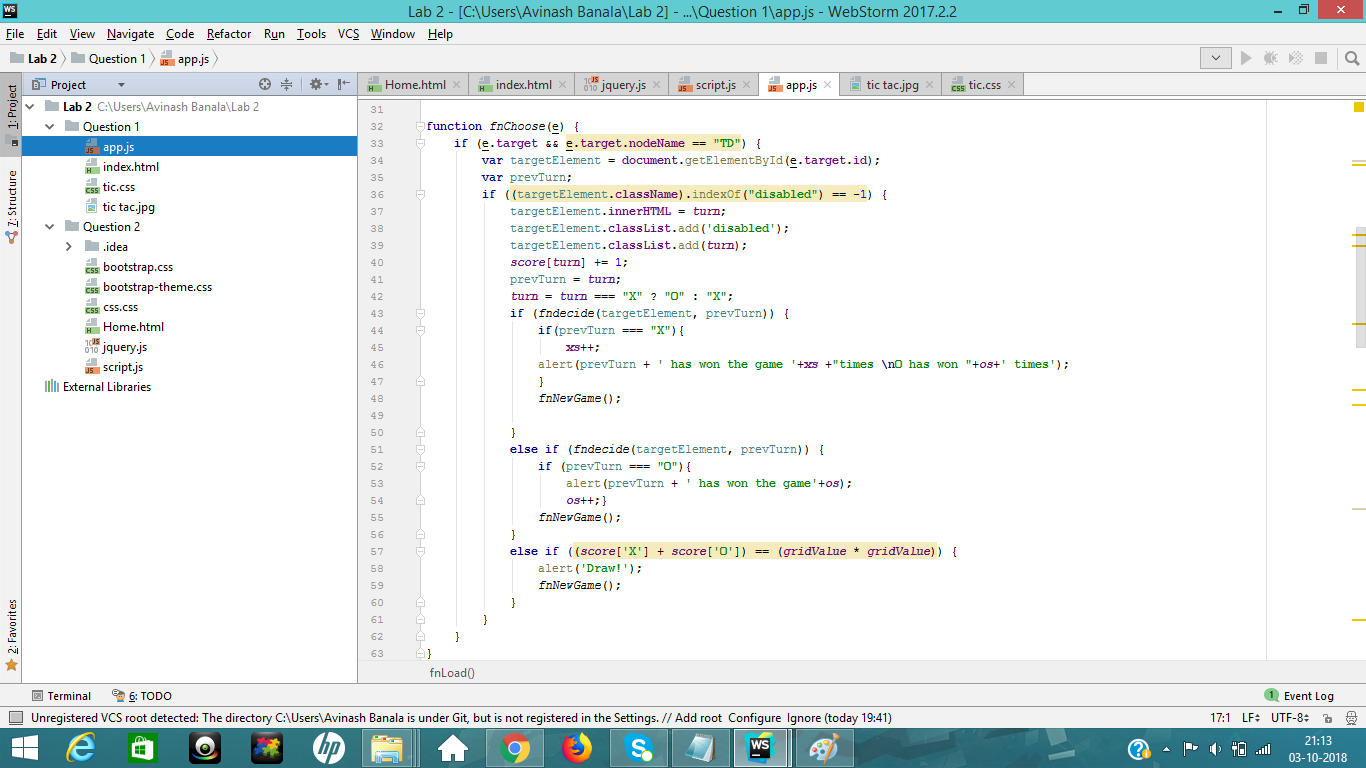 WS
Lab 2 - [C:\Users\Avinash Banala\Lab 2] - ...\Question 1\app.js - WebStorm 2017.2.2
File Edit View Navigate Code Refactor Run Tools VCS Window Help
Lab 2 Question 1 app.js
Project
Home.html index.html jquery.js script.js app.js tic tac.jpg tic.css
1: Project
7: Structure
2: Favorites
Lab 2 C:\Users\Avinash Banala\Lab 2
Question 1
app.js
index.html
tic.css
tic tac.jpg
Question 2
.idea
bootstrap.css
bootstrap-theme.css
css.css
Home.html
jquery.js
script.js
External Libraries
31
32 function fnChoose(e) {
33 if (e.target && e.target.nodeName == "TD") {
34 var targetElement = document.getElementById(e.target.id);
35 var prevTurn;
36 if ((targetElement.className).indexOf("disabled") == -1) {
37 targetElement.innerHTML = turn;
38 targetElement.classList.add('disabled');
39 targetElement.classList.add(turn);
40 score[turn] += 1;
41 prevTurn = turn;
42 turn = turn === "X" ? "O" : "X";
43 if (fndecide(targetElement, prevTurn)) {
44 if(prevTurn === "X"){
45 xs++;
46 alert(prevTurn + ' has won the game '+xs +"times \nO has won "+os+' times');
47 }
48 fnNewGame();
49
50 }
51 else if (fndecide(targetElement, prevTurn)) {
52 if (prevTurn === "O"){
53 alert(prevTurn + ' has won the game'+os);
54 os++;}
55 fnNewGame();
56 }
57 else if ((score['X'] + score['O']) == (gridValue * gridValue)) {
58 alert('Draw!');
59 fnNewGame();
60 }
61 }
62 }
63 }
fnLoad()
Terminal 6: TODO 1 Event Log
Unregistered VCS root detected: The directory C:\Users\Avinash Banala is under Git, but is not registered in the Settings. // Add root Configure Ignore (today 19:41) 17:1 LF UTF-8
hp
WS
21:13
03-10-2018